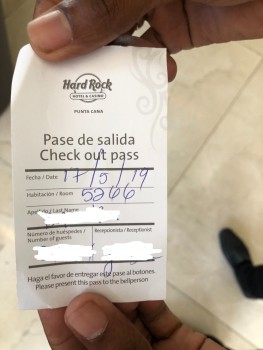 Hard Rock
HOTEL & CASINO
PUNTA CANA
Pase de salida
Check out pass
Fecha / Date 17/5/19
Habitación / Room 5266
Apellido / Last Name
Número de huéspedes/ Recepcionista / Receptionist
Number of guests
Haga el favor de entregar este pase al botones.
Please present this pass to the bellperson